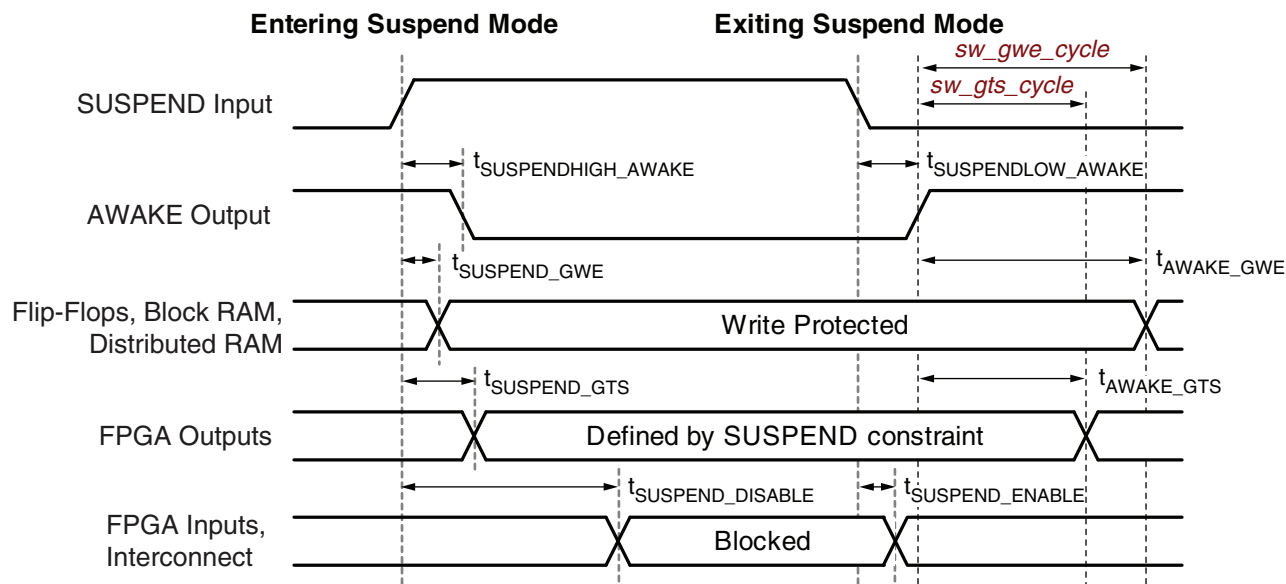 Entering Suspend Mode
Exiting Suspend Mode
sw_gwe_cycle
sw_gts_cycle
SUSPEND Input
tSUSPENDHIGH_AWAKE
tSUSPENDLOW_AWAKE
AWAKE Output
tSUSPEND_GWE
tAWAKE_GWE
Flip-Flops, Block RAM,
Distributed RAM
Write Protected
tSUSPEND_GTS
tAWAKE_GTS
FPGA Outputs
Defined by SUSPEND constraint
tSUSPEND_DISABLE
tSUSPEND_ENABLE
FPGA Inputs,
Interconnect
Blocked